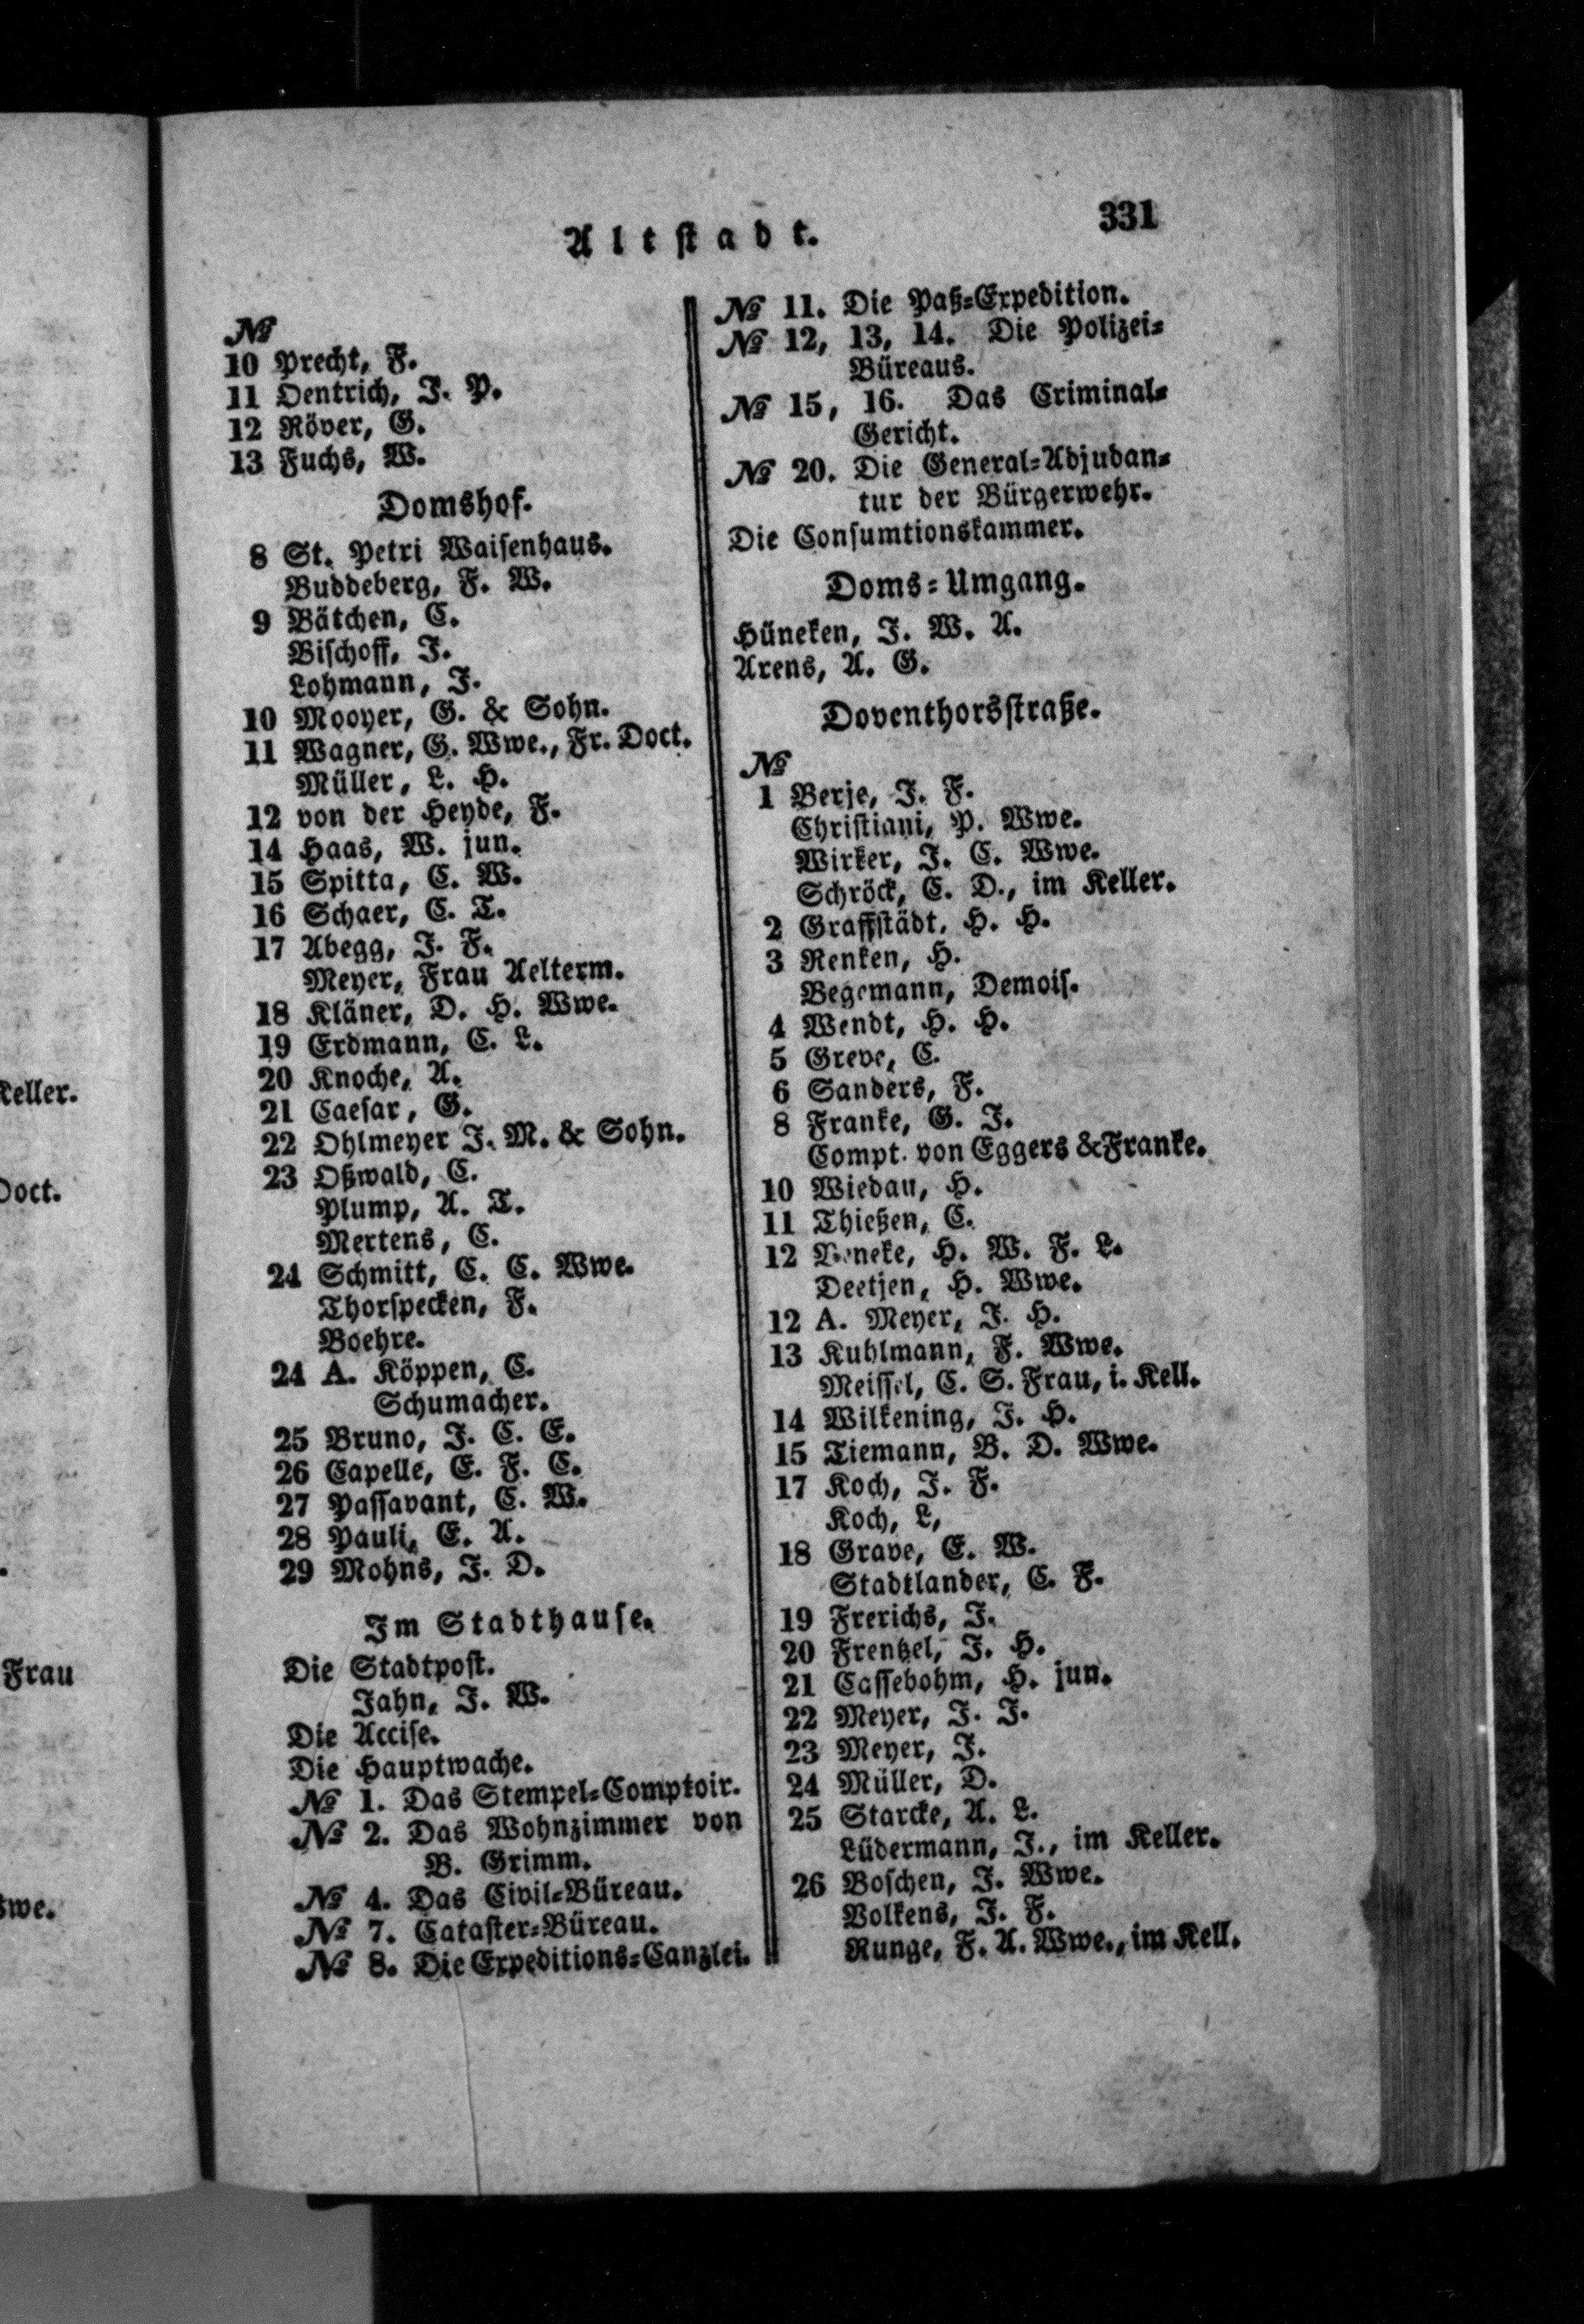 Altstadt.
331
№
10 Precht, F.
11 Dentrich, J. P.
12 Röver, G.
13 Fuchs, W.
Domshof.
8 St. Petri Waisenhaus.
Buddeberg, F. W.
9 Bätchen, C.
Bischoff, J.
Lohmann, J.
10 Mooyer, G. & Sohn.
11 Wagner, G. Wwe., Fr. Doct.
Müller, L. H.
12 von der Heyde, F.
14 Haas, W. jun.
15 Spitta, C. W.
16 Schaer, C. T.
17 Abegg, J. F.
Meyer, Frau Aelterm.
18 Kläner, D. H. Wwe.
19 Erdmann, C. L.
20 Knoche, A.
21 Caesar, G.
22 Ohlmeyer J. M. & Sohn.
23 Oßwald, C.
Plump, A. T.
Mertens, C.
24 Schmitt, C. C. Wwe.
Thorspecken, F.
Boehre.
24 A. Köppen, C.
Schumacher.
25 Bruno, J. C. E.
26 Capelle, E. F. C.
27 Passavant, C. W.
28 Pauli, E. A.
29 Mohns, J. D.
Im Stadthause.
Die Stadtpost.
Jahn, J. W.
Die Accise.
Die Hauptwache.
№ 1. Das Stempel-Comptoir.
№ 2. Das Wohnzimmer von
B. Grimm.
№ 4. Das Civil-Büreau.
№ 7. Cataster-Büreau.
№ 8. Die Expeditions-Canzlei.
№ 11. Die Paß-Expedition.
№ 12, 13, 14. Die Polizei-
Büreaus.
№ 15, 16. Das Criminal-
Gericht.
№ 20. Die General-Adjudan-
tur der Bürgerwehr.
Die Consumtionskammer.
Doms-Umgang.
Hüneken, J. W. A.
Arens, A. G.
Doventhorsstraße.
№
1 Berje, J. F.
Christiani, P. Wwe.
Wirker, J. C. Wwe.
Schröck, C. D., im Keller.
2 Graffstädt, H. H.
3 Renken, H.
Begemann, Demois.
4 Wendt, H. H.
5 Greve, C.
6 Sanders, F.
8 Franke, G. J.
Compt. von Eggers & Franke.
10 Wiedau, H.
11 Thießen, C.
12 H. W. F. L.
Deetjen, H. Wwe.
12 A. Meyer, J. H.
13 Kuhlmann, F. Wwe.
Meissel, C. S. Frau, i. Kell.
14 Wilkening, J. H.
15 Tiemann, B. D. Wwe.
17 Koch, J. F.
Koch, L,
18 Grave, E. W.
Stadtlander, C. F.
19 Frerichs, J.
20 Frentzel, J. H.
21 Cassebohm, H. jun.
22 Meyer, J. J.
23 Meyer, J.
24 Müller, D.
25 Starcke, A. L.
Lüdermann, J., im Keller.
26 Boschen, J. Wwe.
Volkens, J. F.
Runge, F. A. Wwe., im Kell.
Keller.
Doct.
Frau